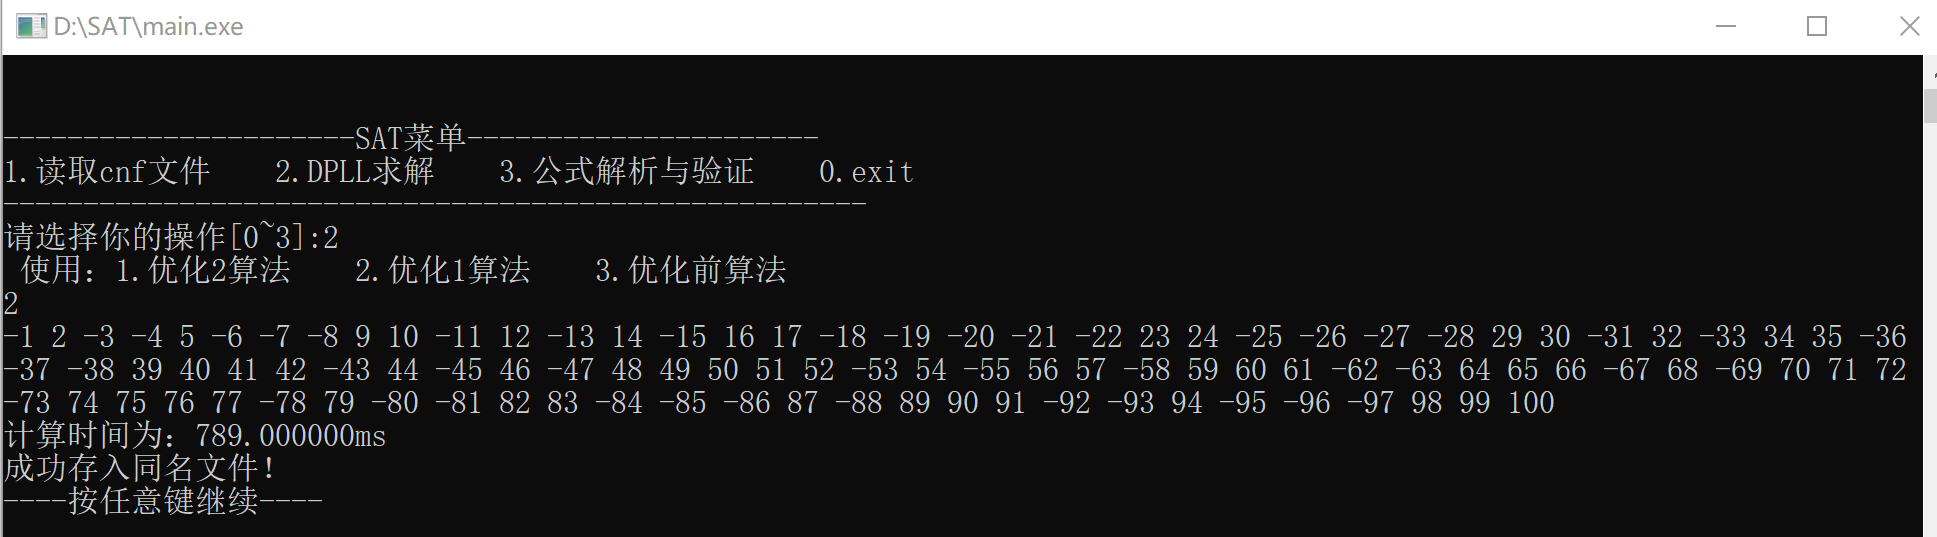 D:\SAT\main.exe
----------------------SAT菜单----------------------
1.读取cnf文件    2.DPLL求解    3.公式解析与验证    0.exit
------------------------------------------------------
请选择你的操作[0~3]:2
 使用：1.优化2算法    2.优化1算法    3.优化前算法
2
-1 2 -3 -4 5 -6 -7 -8 9 10 -11 12 -13 14 -15 16 17 -18 -19 -20 -21 -22 23 24 -25 -26 -27 -28 29 30 -31 32 -33 34 35 -36
-37 -38 39 40 41 42 -43 44 -45 46 -47 48 49 50 51 52 -53 54 -55 56 57 -58 59 60 61 -62 -63 64 65 66 -67 68 -69 70 71 72
-73 74 75 76 77 -78 79 -80 -81 82 83 -84 -85 -86 87 -88 89 90 91 -92 -93 94 -95 -96 -97 98 99 100
计算时间为：789.000000ms
成功存入同名文件！
----按任意键继续----